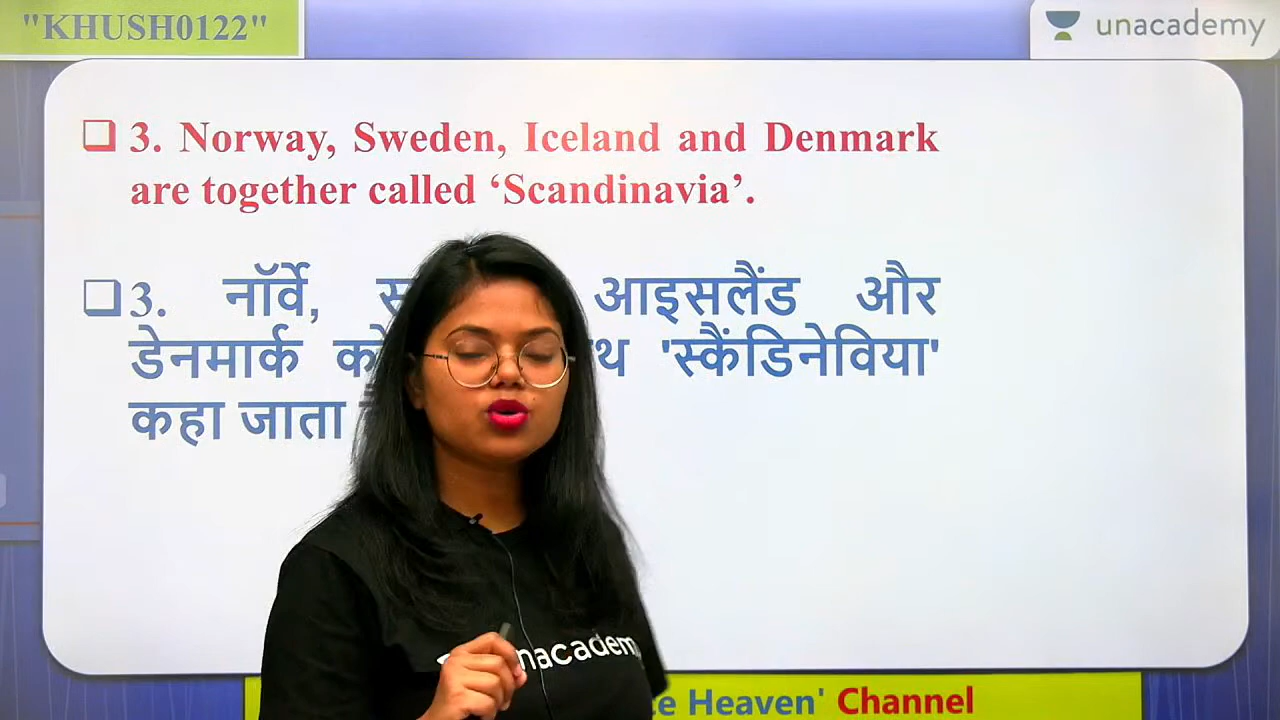 "KHUSH0122"
unacademy
❑ 3. Norway, Sweden, Iceland and Denmark
are together called ‘Scandinavia’.
❑ 3. नॉर्वे, आइसलैंड और
डेनमार्क 'स्कैंडिनेविया'
कहा जाता
Heaven' Channel